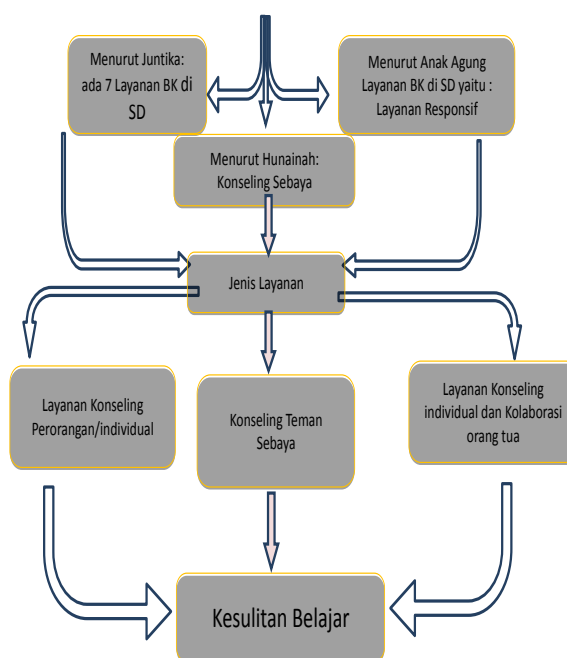 Menurut Juntika:
ada 7 Layanan BK di
SD
Menurut Anak Agung
Layanan BK di SD yaitu :
Layanan Responsif
Menurut Hunainah:
Konseling Sebaya
Jenis Layanan
Layanan Konseling
Perorangan/individual
Konseling Teman
Sebaya
Layanan Konseling
individual dan Kolaborasi
orang tua
Kesulitan Belajar